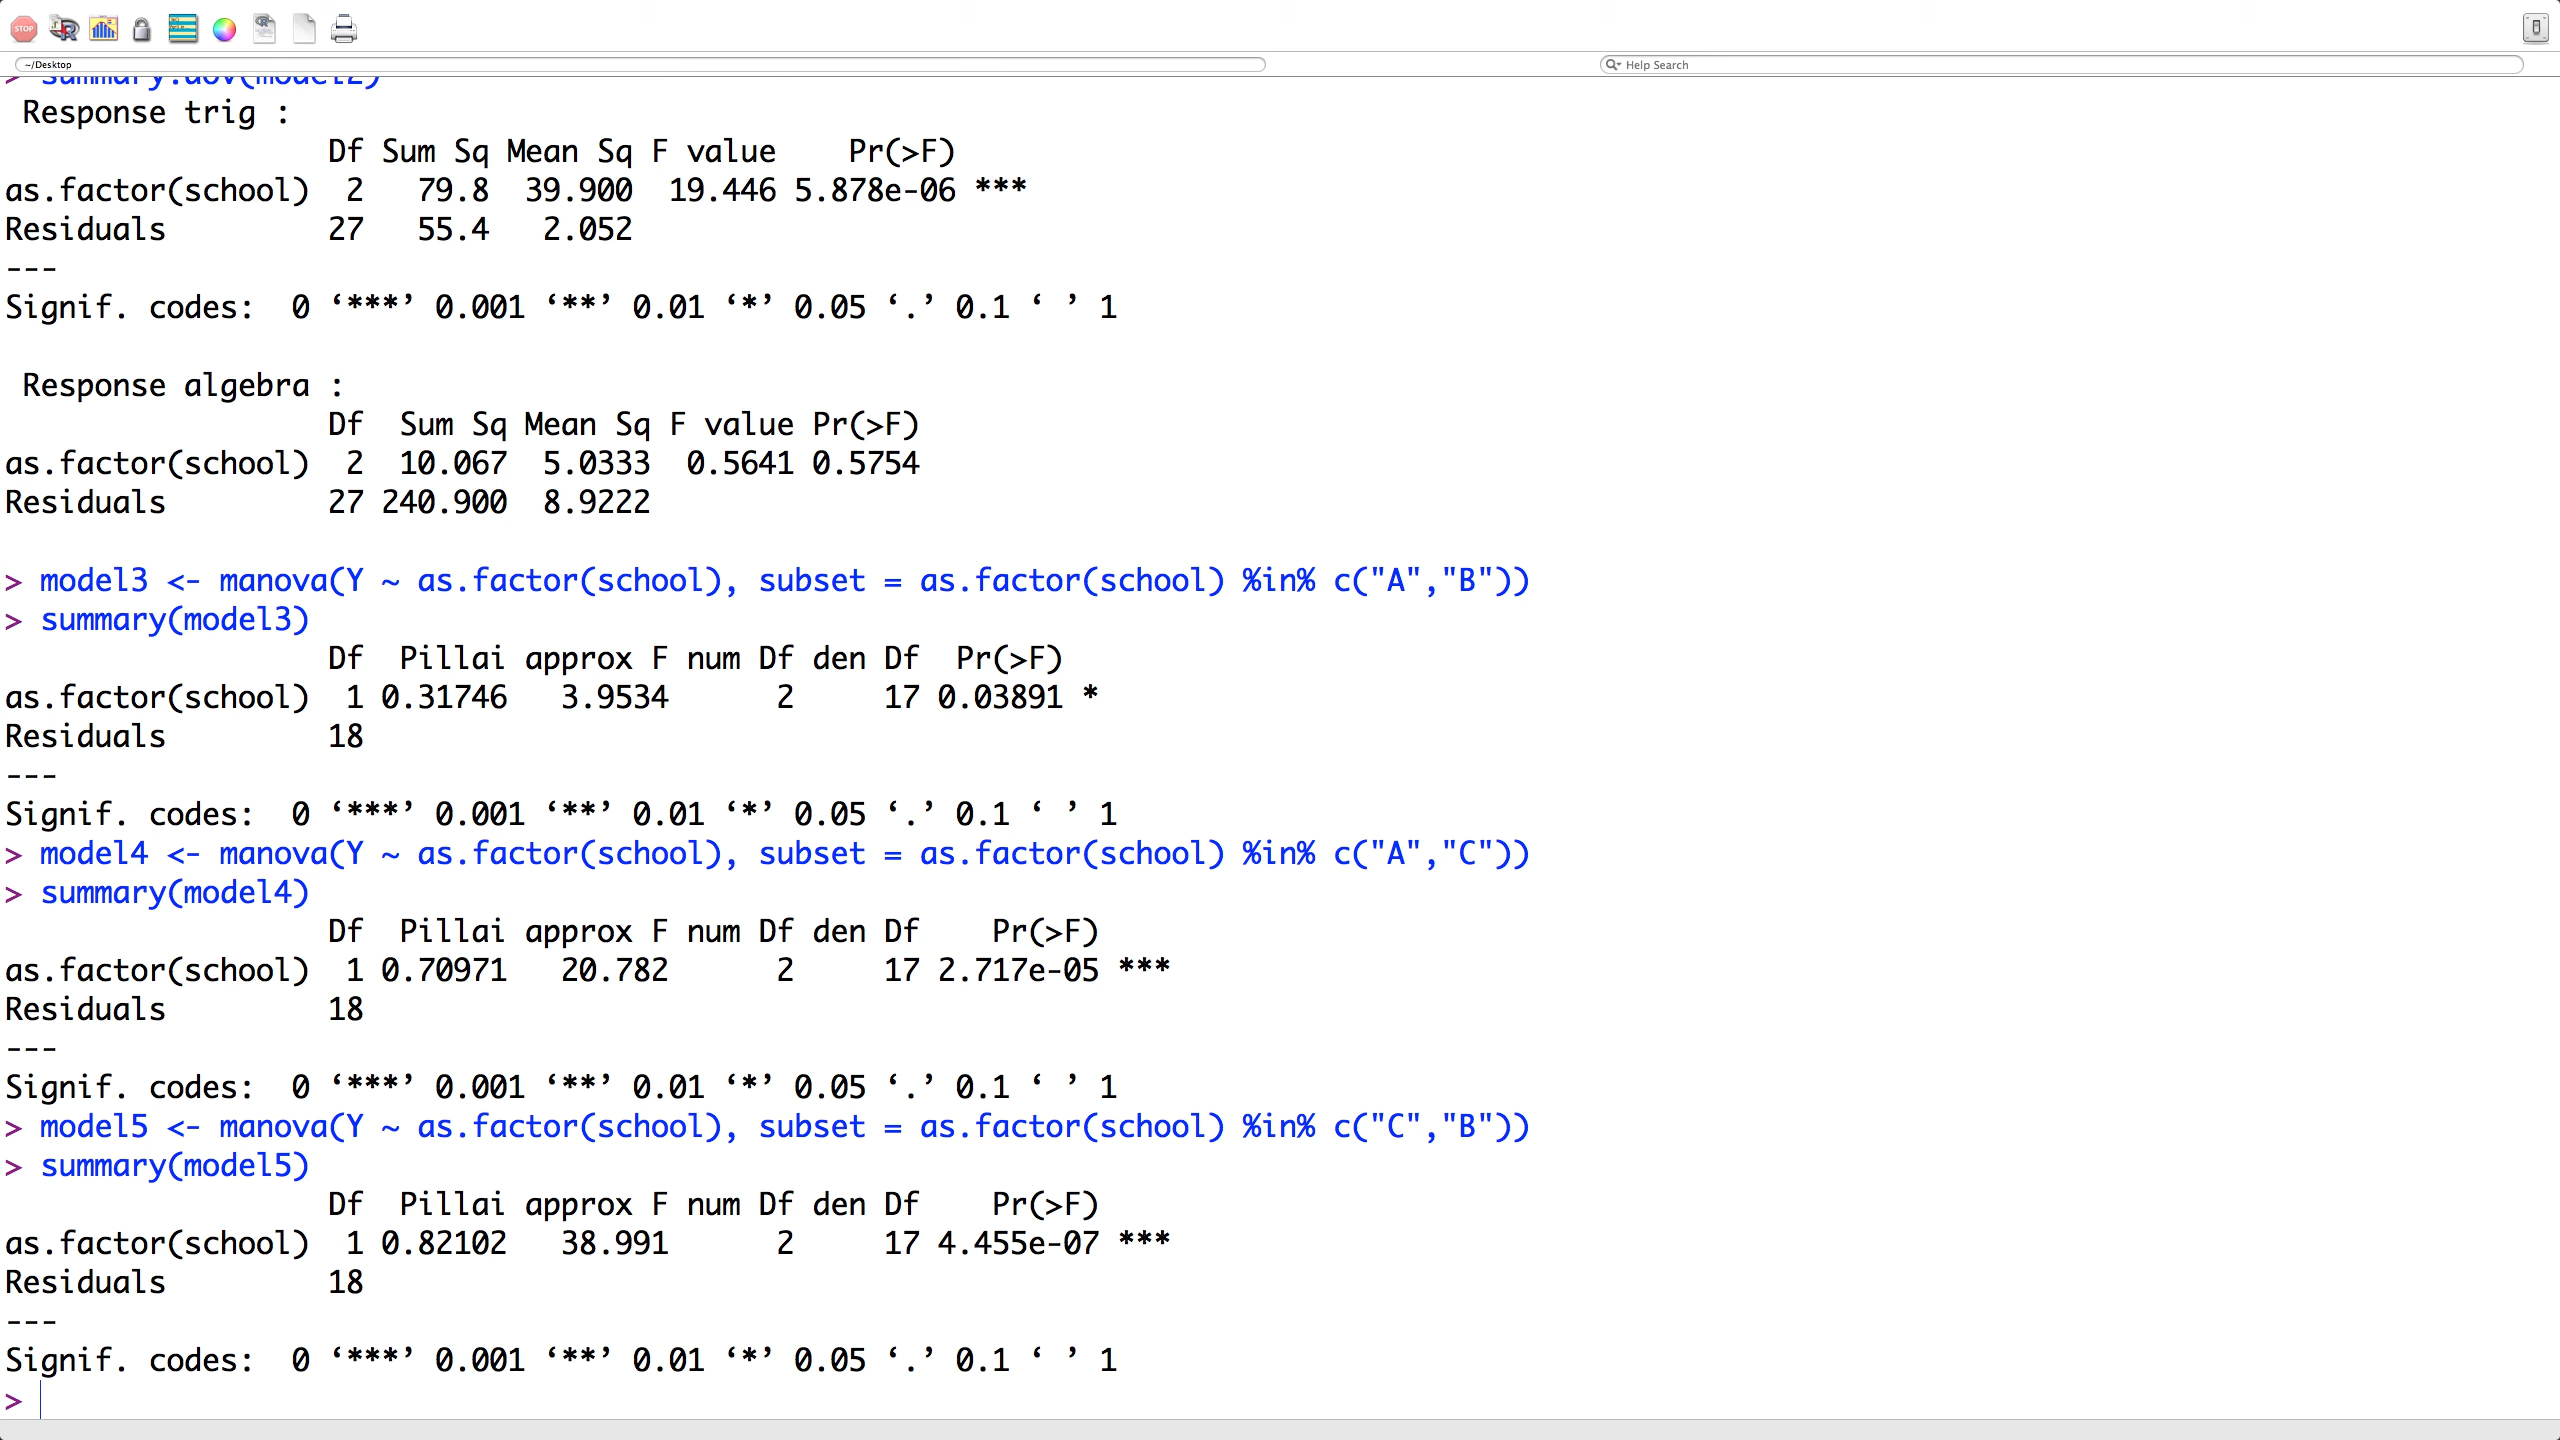 STOP
~/Desktop
Help Search
> summary.aov(model2)
Response trig :
Df Sum Sq Mean Sq F value Pr(>F)
as.factor(school) 2 79.8 39.900 19.446 5.878e-06 ***
Residuals 27 55.4 2.052
---
Signif. codes: 0 ‘***’ 0.001 ‘**’ 0.01 ‘*’ 0.05 ‘.’ 0.1 ‘ ’ 1
Response algebra :
Df Sum Sq Mean Sq F value Pr(>F)
as.factor(school) 2 10.067 5.0333 0.5641 0.5754
Residuals 27 240.900 8.9222
> model3 <- manova(Y ~ as.factor(school), subset = as.factor(school) %in% c("A","B"))
> summary(model3)
Df Pillai approx F num Df den Df Pr(>F)
as.factor(school) 1 0.31746 3.9534 2 17 0.03891 *
Residuals 18
---
Signif. codes: 0 ‘***’ 0.001 ‘**’ 0.01 ‘*’ 0.05 ‘.’ 0.1 ‘ ’ 1
> model4 <- manova(Y ~ as.factor(school), subset = as.factor(school) %in% c("A","C"))
> summary(model4)
Df Pillai approx F num Df den Df Pr(>F)
as.factor(school) 1 0.70971 20.782 2 17 2.717e-05 ***
Residuals 18
---
Signif. codes: 0 ‘***’ 0.001 ‘**’ 0.01 ‘*’ 0.05 ‘.’ 0.1 ‘ ’ 1
> model5 <- manova(Y ~ as.factor(school), subset = as.factor(school) %in% c("C","B"))
> summary(model5)
Df Pillai approx F num Df den Df Pr(>F)
as.factor(school) 1 0.82102 38.991 2 17 4.455e-07 ***
Residuals 18
---
Signif. codes: 0 ‘***’ 0.001 ‘**’ 0.01 ‘*’ 0.05 ‘.’ 0.1 ‘ ’ 1
>